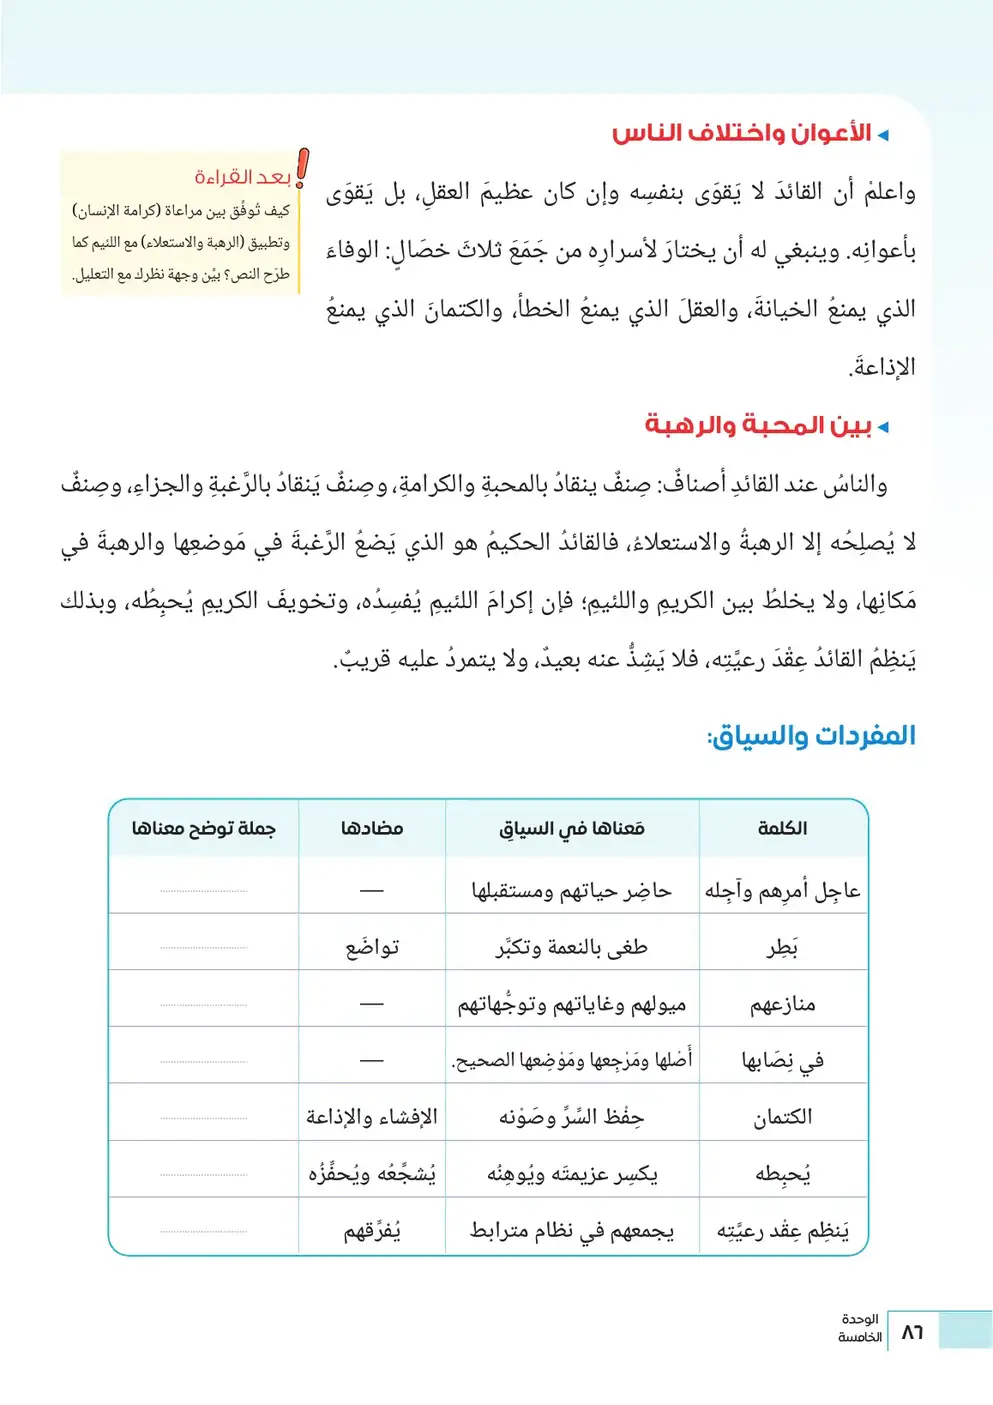 الأعوان واختلاف الناس
واعلمْ أن القائدَ لا يَقوَى بنفسِه وإن كان عظيمَ العقلِ، بل يَقوَى
بأعوانِه. وينبغي له أن يختارَ لأسرارِه من جَمَعَ ثلاثَ خصَالٍ: الوفاءَ
الذي يمنعُ الخيانةَ، والعقلَ الذي يمنعُ الخطأ، والكتمانَ الذي يمنعُ
الإذاعةَ.
بعد القراءة
كيف تُوفِّق بين مراعاة (كرامة الإنسان)
وتطبيق (الرهبة والاستعلاء) مع اللئيم كما
طرَح النص؟ بيِّن وجهة نظرك مع التعليل.
بين المحبة والرهبة
والناسُ عند القائدِ أصنافٌ: صِنفٌ ينقادُ بالمحبةِ والكرامةِ، وصِنفٌ يَنقادُ بالرَّغبةِ والجزاءِ، وصِنفٌ
لا يُصلِحُه إلا الرهبةُ والاستعلاءُ، فالقائدُ الحكيمُ هو الذي يَضعُ الرَّغبةَ في مَوضعِها والرهبةَ في
مَكانِها، ولا يخلطُ بين الكريمِ واللئيمِ؛ فإن إكرامَ اللئيمِ يُفسِدُه، وتخويفَ الكريمِ يُحبِطُه، وبذلك
يَنظِمُ القائدُ عِقْدَ رعيَّتِه، فلا يَشِذُّ عنه بعيدٌ، ولا يتمردُ عليه قريبٌ.
المفردات والسياق:
الكلمة مَعناها في السياقِ مضادها جملة توضح معناها
عاجِل أمرِهم وآجِله حاضِر حياتهم ومستقبلها —
بَطِر طغى بالنعمة وتكبَّر تواضَع
منازعهم ميولهم وغاياتهم وتوجُّهاتهم —
في نِصَابها أَصْلها ومَرْجِعها ومَوْضِعها الصحيح. —
الكتمان حِفْظ السِّرِّ وصَوْنه الإفشاء والإذاعة
يُحبِطه يكسِر عزيمتَه ويُوهِنُه يُشجِّعُه ويُحفِّزُه
يَنظِم عِقْد رعيَّتِه يجمعهم في نظام مترابط يُفرِّقهم
الوحدة
الخامسة
٨٦